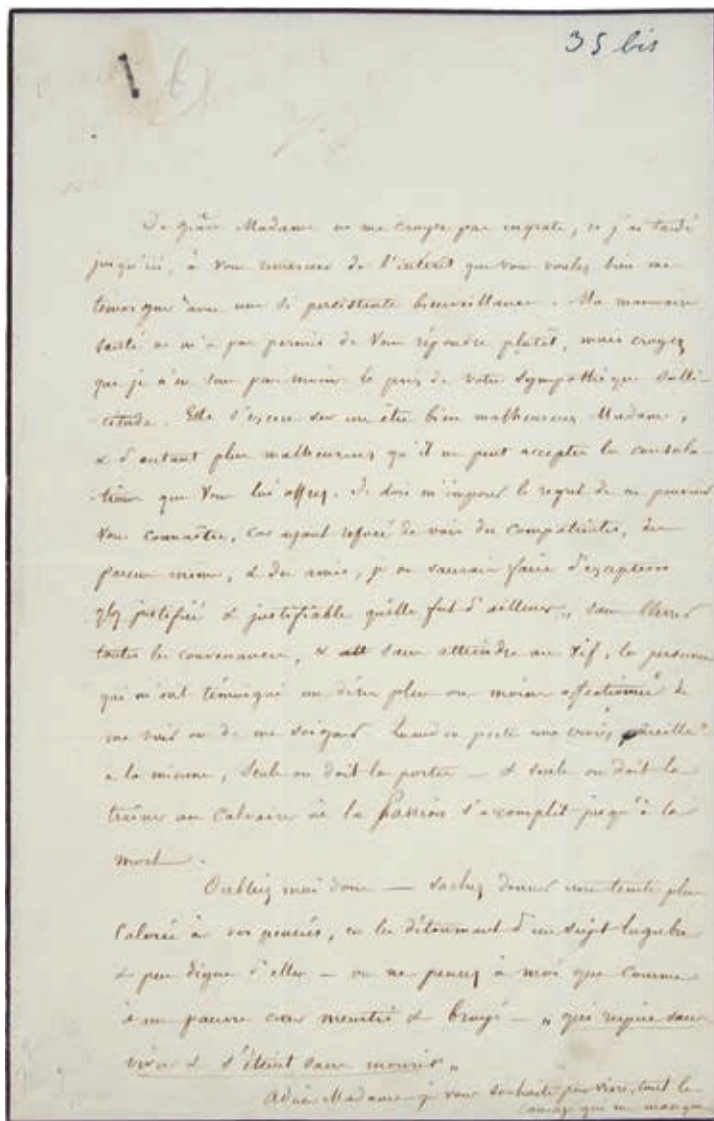 35 bis
De grâce Madame ne me croyez pas ingrate, si j'ai tardé
jusqu'ici, à vous remercier de l'intérêt que vous voulez bien me
témoigner avec une si persistante bienveillance. Ma mauvaise
santé ne m'a pas permis de vous répondre plutôt, mais croyez
que je n'en sens pas moins le prix de votre sympathique solli-
citude. Elle s'exerce sur un être bien malheureux Madame,
& d'autant plus malheureux qu'il ne peut accepter les consola-
tions que vous lui offrez. Je dois m'imposer le regret de ne pouvoir
vous connaître, car ayant refusé de voir des compatriotes, des
parens même, & des amis, je ne saurais faire d'exception
justifiée & justifiable qu'elle fut d'ailleurs, sans blesser
toutes les convenances, & sans atteindre au vif, les personnes
qui m'ont témoigné un désir plus ou moins affectionné de
me voir ou de me soigner. Quand on porte une croix pareille
à la mienne, seule on doit la porter — & seule on doit la
traîner au Calvaire où la Passion s'accomplit jusqu'à la
mort.
Oubliez moi donc — sachez donner une teinte plus
colorée à vos pensées, en les détournant d'un sujet lugubre
& peu digne d'elles — ou ne pensez à moi que comme
à un pauvre cœur meurtri & broyé — "qui respire sans
vivre & s'éteint sans mourir"
Adieu Madame je vous souhaite pour vivre, tout le
courage qui me manque